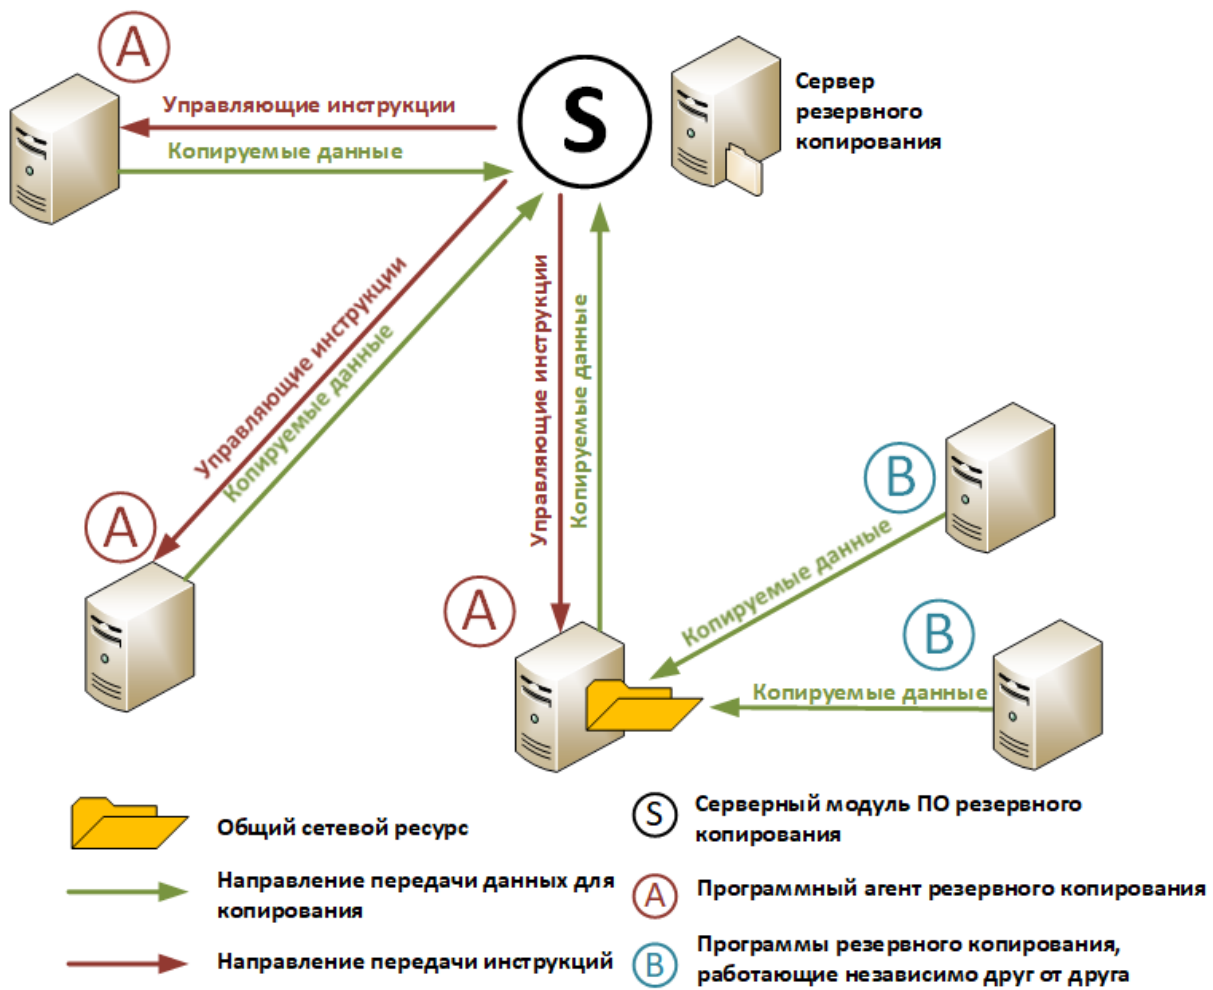 A
Управляющие инструкции
Копируемые данные
S
Сервер
резервного
копирования
Управляющие инструкции
Копируемые данные
Управляющие инструкции
Копируемые данные
A
A
B
Копируемые данные
B
Копируемые данные
Общий сетевой ресурс
Направление передачи данных для
копирования
Направление передачи инструкций
S
Серверный модуль ПО резервного
копирования
A
Программный агент резервного копирования
B
Программы резервного копирования,
работающие независимо друг от друга